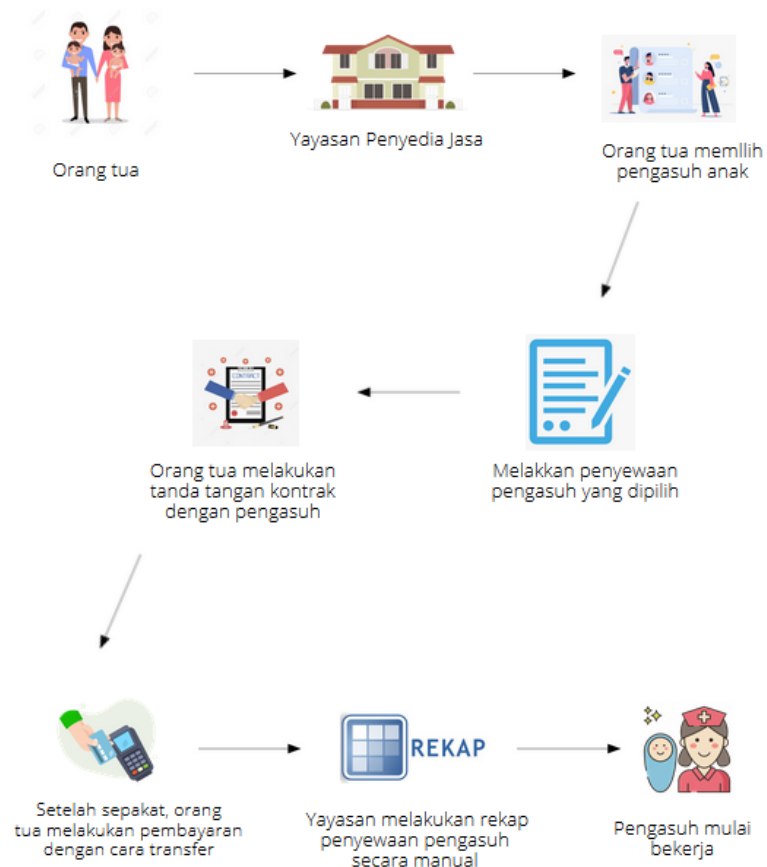 Orang tua
Yayasan Penyedia Jasa
Orang tua memllih
pengasuh anak
Melakkan penyewaan
pengasuh yang dipilih
CONTRACT
Orang tua melakukan
tanda tangan kontrak
dengan pengasuh
Setelah sepakat, orang
tua melakukan pembayaran
dengan cara transfer
REKAP
Yayasan melakukan rekap
penyewaan pengasuh
secara manual
Pengasuh mulai
bekerja